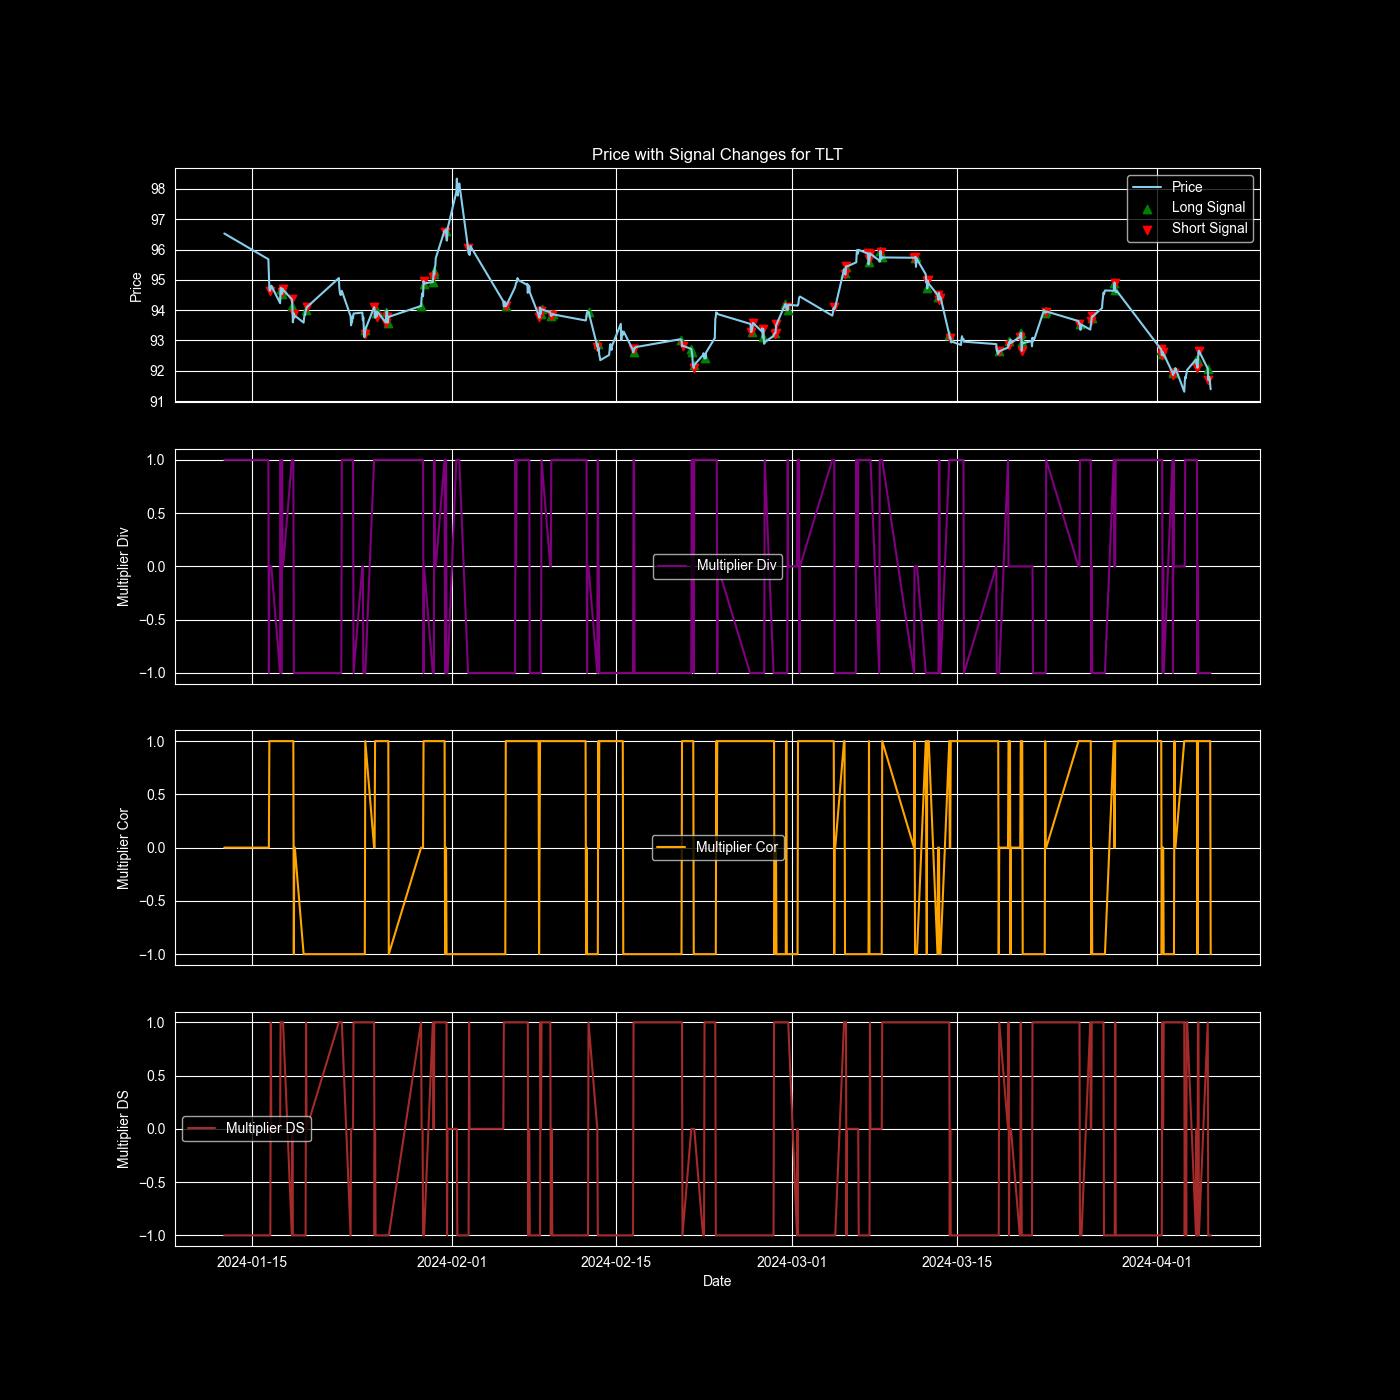 Price with Signal Changes for TLT
Price
98
97
96
95
94
93
92
91
Price
Long Signal
Short Signal
Multiplier Div
1.0
0.5
0.0
−0.5
−1.0
Multiplier Div
Multiplier Cor
1.0
0.5
0.0
−0.5
−1.0
Multiplier Cor
Multiplier DS
1.0
0.5
0.0
−0.5
−1.0
Multiplier DS
2024-01-15 2024-02-01 2024-02-15 2024-03-01 2024-03-15 2024-04-01
Date